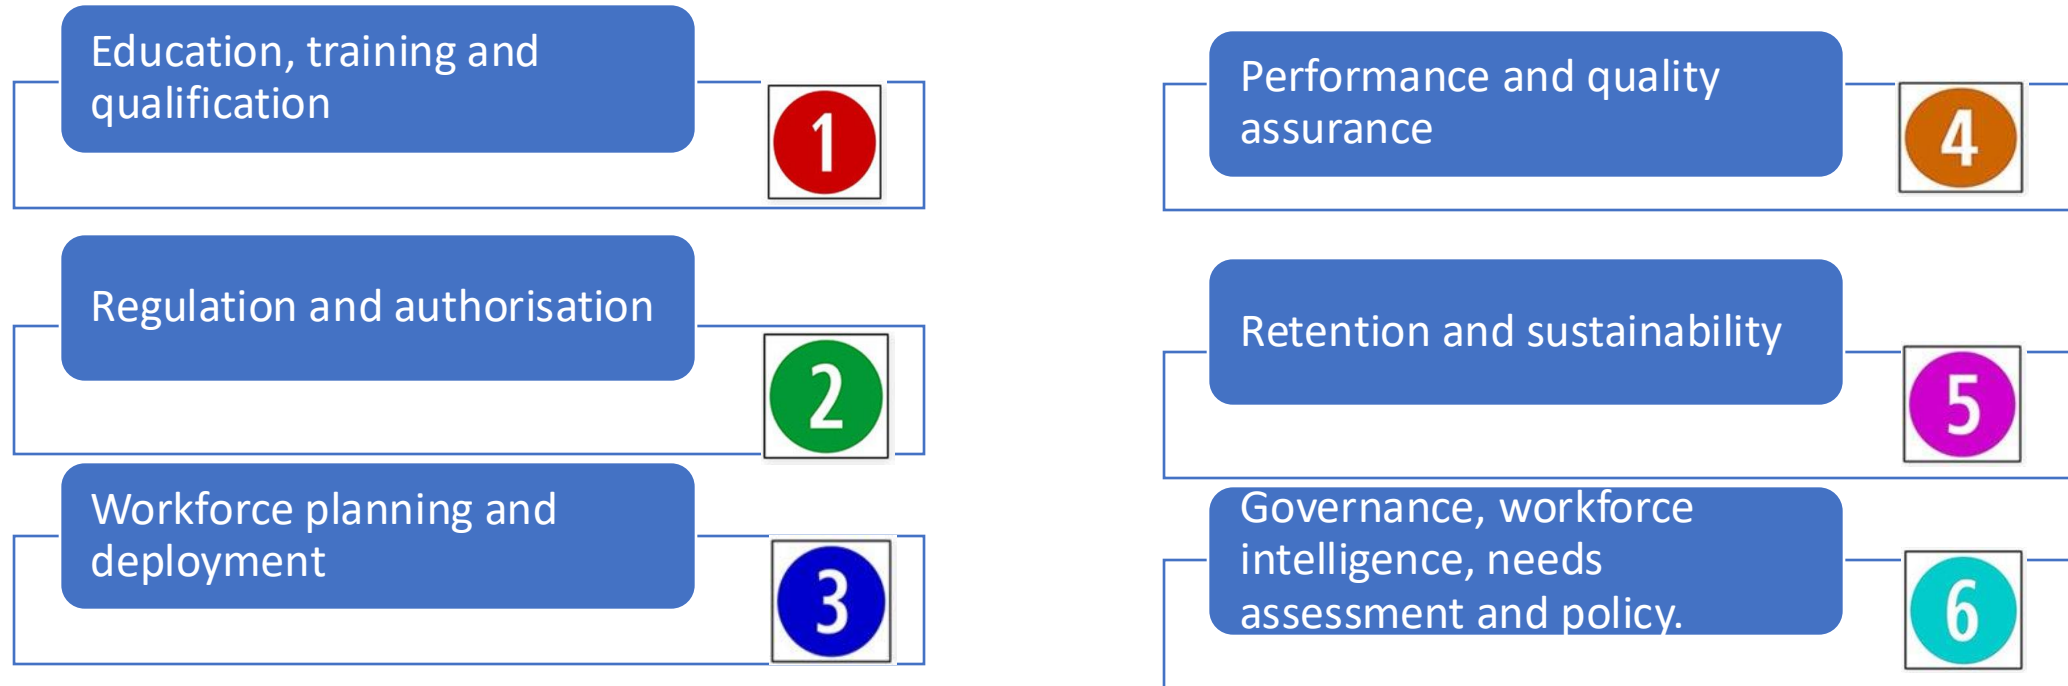 Education, training and
qualification
1
Regulation and authorisation
2
Workforce planning and
deployment
3
Performance and quality
assurance
4
Retention and sustainability
5
Governance, workforce
intelligence, needs
assessment and policy.
6